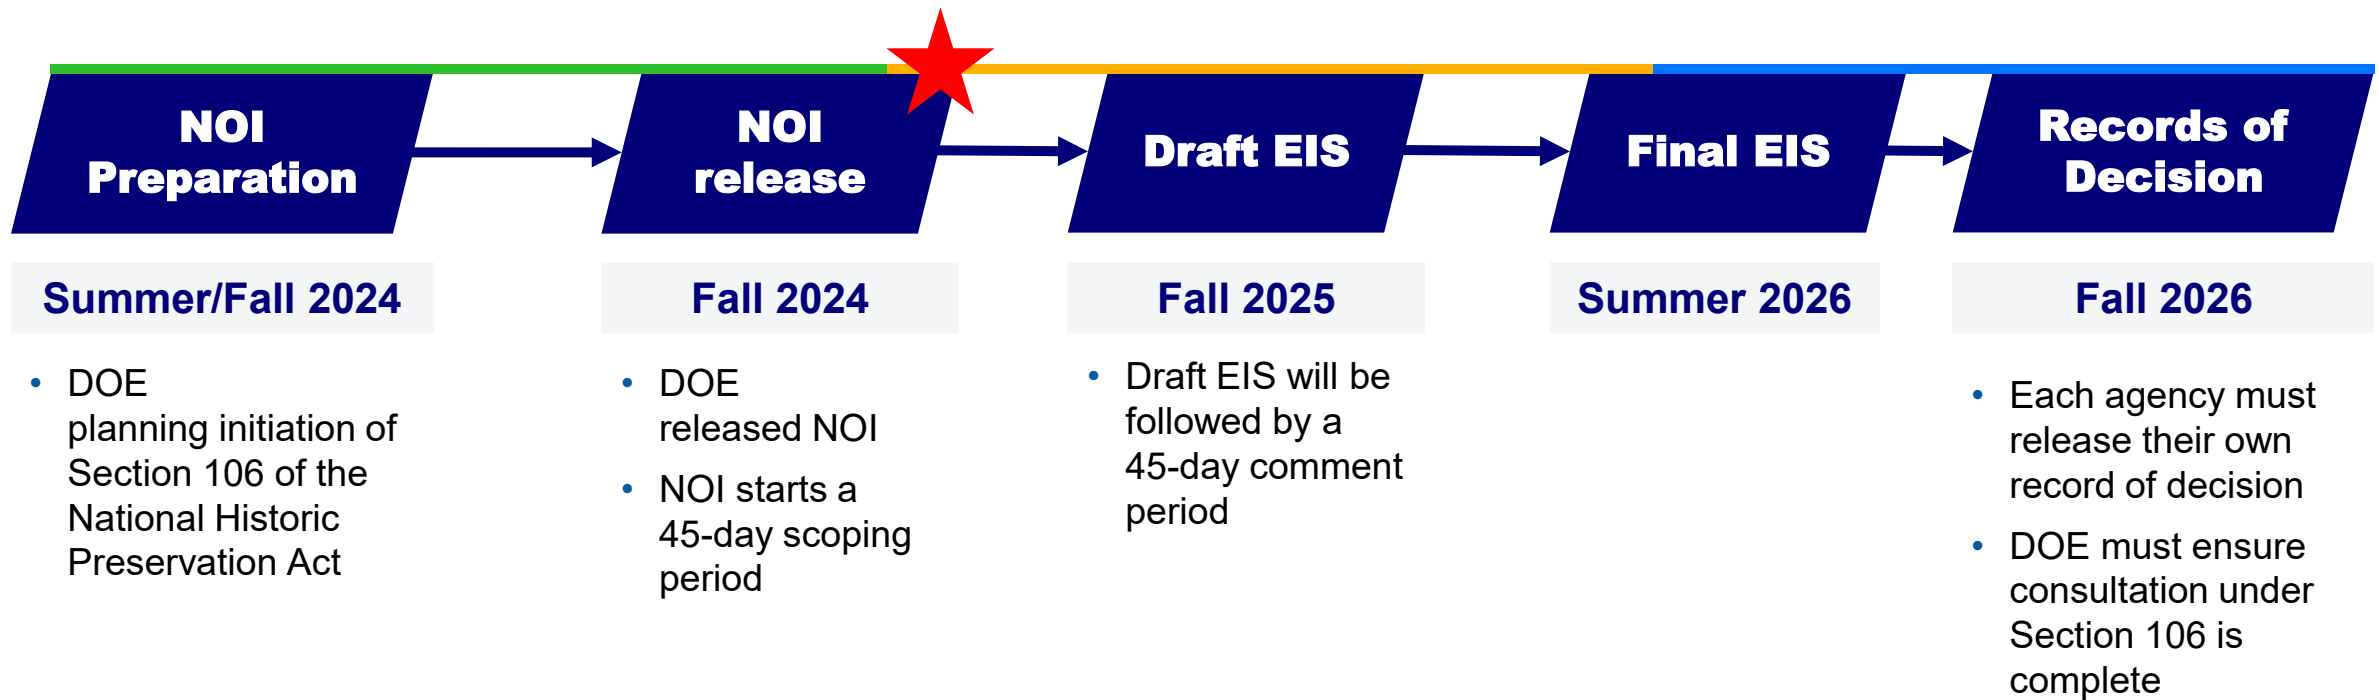 NOI
Preparation
NOI
release
Draft EIS
Final EIS
Records of
Decision
Summer/Fall 2024
Fall 2024
Fall 2025
Summer 2026
Fall 2026
• DOE
planning initiation of
Section 106 of the
National Historic
Preservation Act
• DOE
released NOI
• NOI starts a
45-day scoping
period
• Draft EIS will be
followed by a
45-day comment
period
• Each agency must
release their own
record of decision
• DOE must ensure
consultation under
Section 106 is
complete